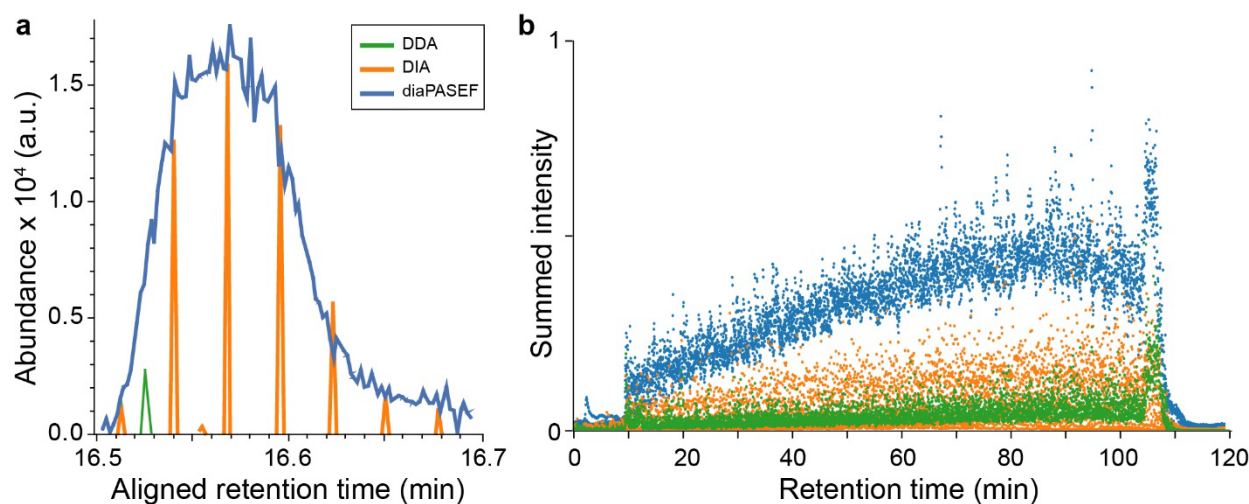 a
DDA
DIA
diaPASEF
Abundance x 10⁴ (a.u.)
1.5
1.0
0.5
0.0
16.5 16.6 16.7
Aligned retention time (min)
b
Summed intensity
1
0
0 20 40 60 80 100 120
Retention time (min)